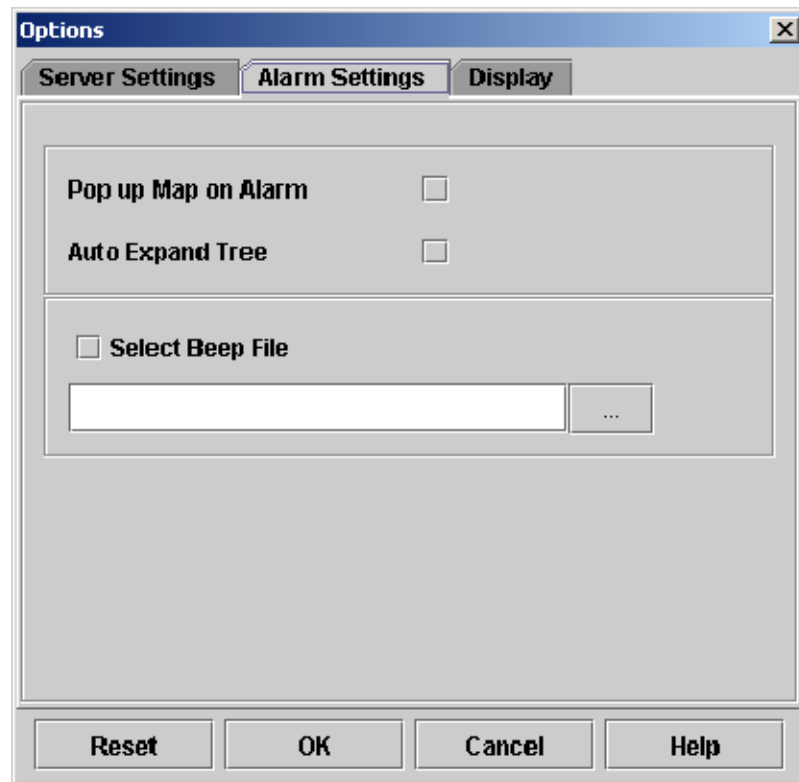 Options
Server Settings Alarm Settings Display
Pop up Map on Alarm
Auto Expand Tree
Select Beep File
...
Reset OK Cancel Help